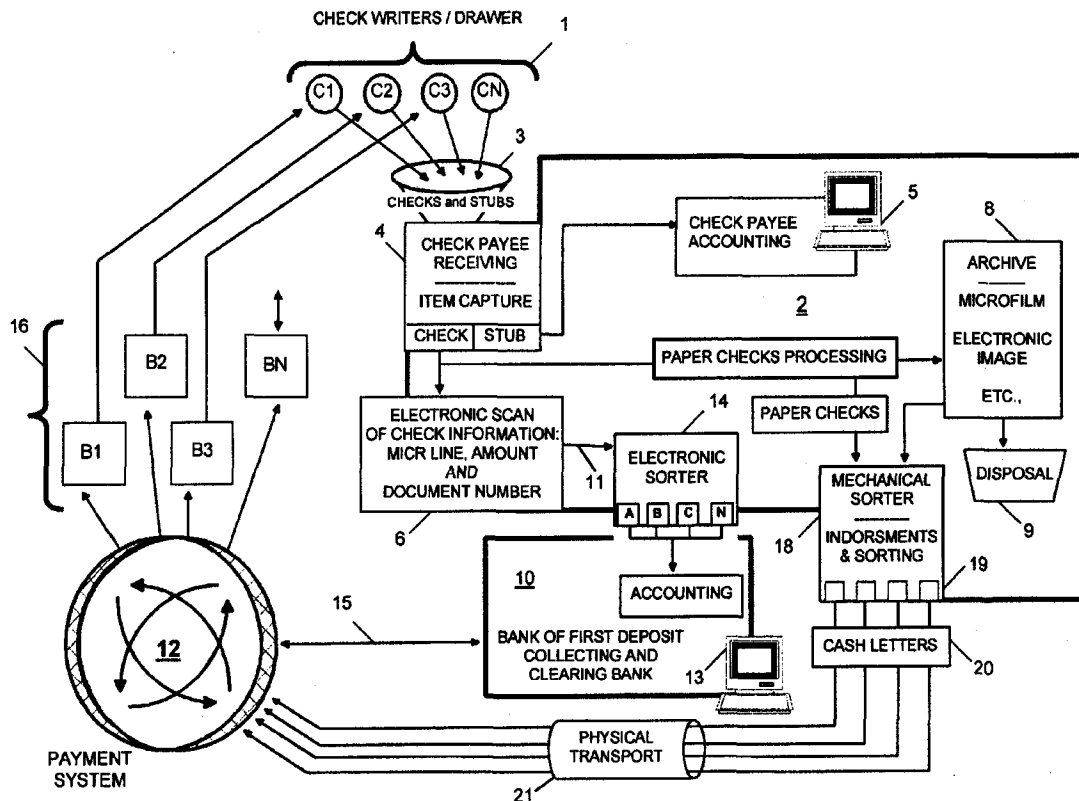 CHECK WRITERS / DRAWER
1
C1 C2 C3 CN
3
CHECKS and STUBS
4
CHECK PAYEE
RECEIVING
ITEM CAPTURE
CHECK STUB
CHECK PAYEE
ACCOUNTING
5
2
8
ARCHIVE
MICROFILM
ELECTRONIC
IMAGE
ETC.,
PAPER CHECKS PROCESSING
PAPER CHECKS
16
B1
B2
B3
BN
ELECTRONIC SCAN
OF CHECK INFORMATION:
MICR LINE, AMOUNT
AND
DOCUMENT NUMBER
6
11
14
ELECTRONIC
SORTER
A B C N
DISPOSAL
9
MECHANICAL
SORTER
INDORSMENTS
& SORTING
18
19
10
ACCOUNTING
BANK OF FIRST DEPOSIT
COLLECTING AND
CLEARING BANK
13
15
12
PAYMENT
SYSTEM
CASH LETTERS
20
PHYSICAL
TRANSPORT
21